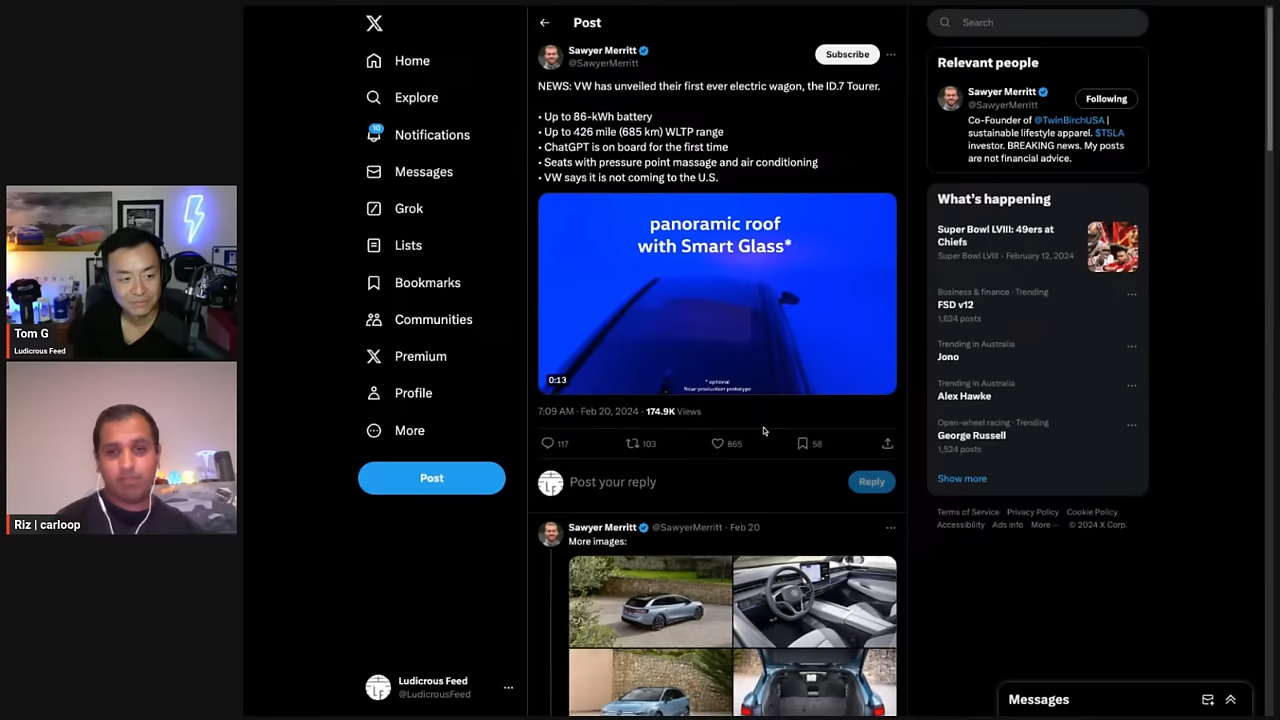 Tom G
Ludicrous Feed
Riz | carloop
Home
Explore
10
Notifications
Messages
Grok
Lists
Bookmarks
Communities
Premium
Profile
More
Post
Ludicrous Feed
@LudicrousFeed
Post
Sawyer Merritt
@SawyerMerritt
Subscribe
NEWS: VW has unveiled their first ever electric wagon, the ID.7 Tourer.
• Up to 86-kWh battery
• Up to 426 mile (685 km) WLTP range
• ChatGPT is on board for the first time
• Seats with pressure point massage and air conditioning
• VW says it is not coming to the U.S.
panoramic roof
with Smart Glass*
0:13
* optional
Near-production prototype
7:09 AM · Feb 20, 2024 · 174.9K Views
117
103
865
58
Post your reply
Reply
Sawyer Merritt @SawyerMerritt · Feb 20
More images:
Search
Relevant people
Sawyer Merritt
@SawyerMerritt
Following
Co-Founder of @TwinBirchUSA |
sustainable lifestyle apparel. $TSLA
investor. BREAKING news. My posts
are not financial advice.
What's happening
Super Bowl LVIII: 49ers at
Chiefs
Super Bowl LVIII · February 12, 2024
Business & finance · Trending
FSD v12
1,624 posts
Trending in Australia
Jono
Trending in Australia
Alex Hawke
Open-wheel racing · Trending
George Russell
1,524 posts
Show more
Terms of Service Privacy Policy Cookie Policy
Accessibility Ads info More ··· © 2024 X Corp.
Messages